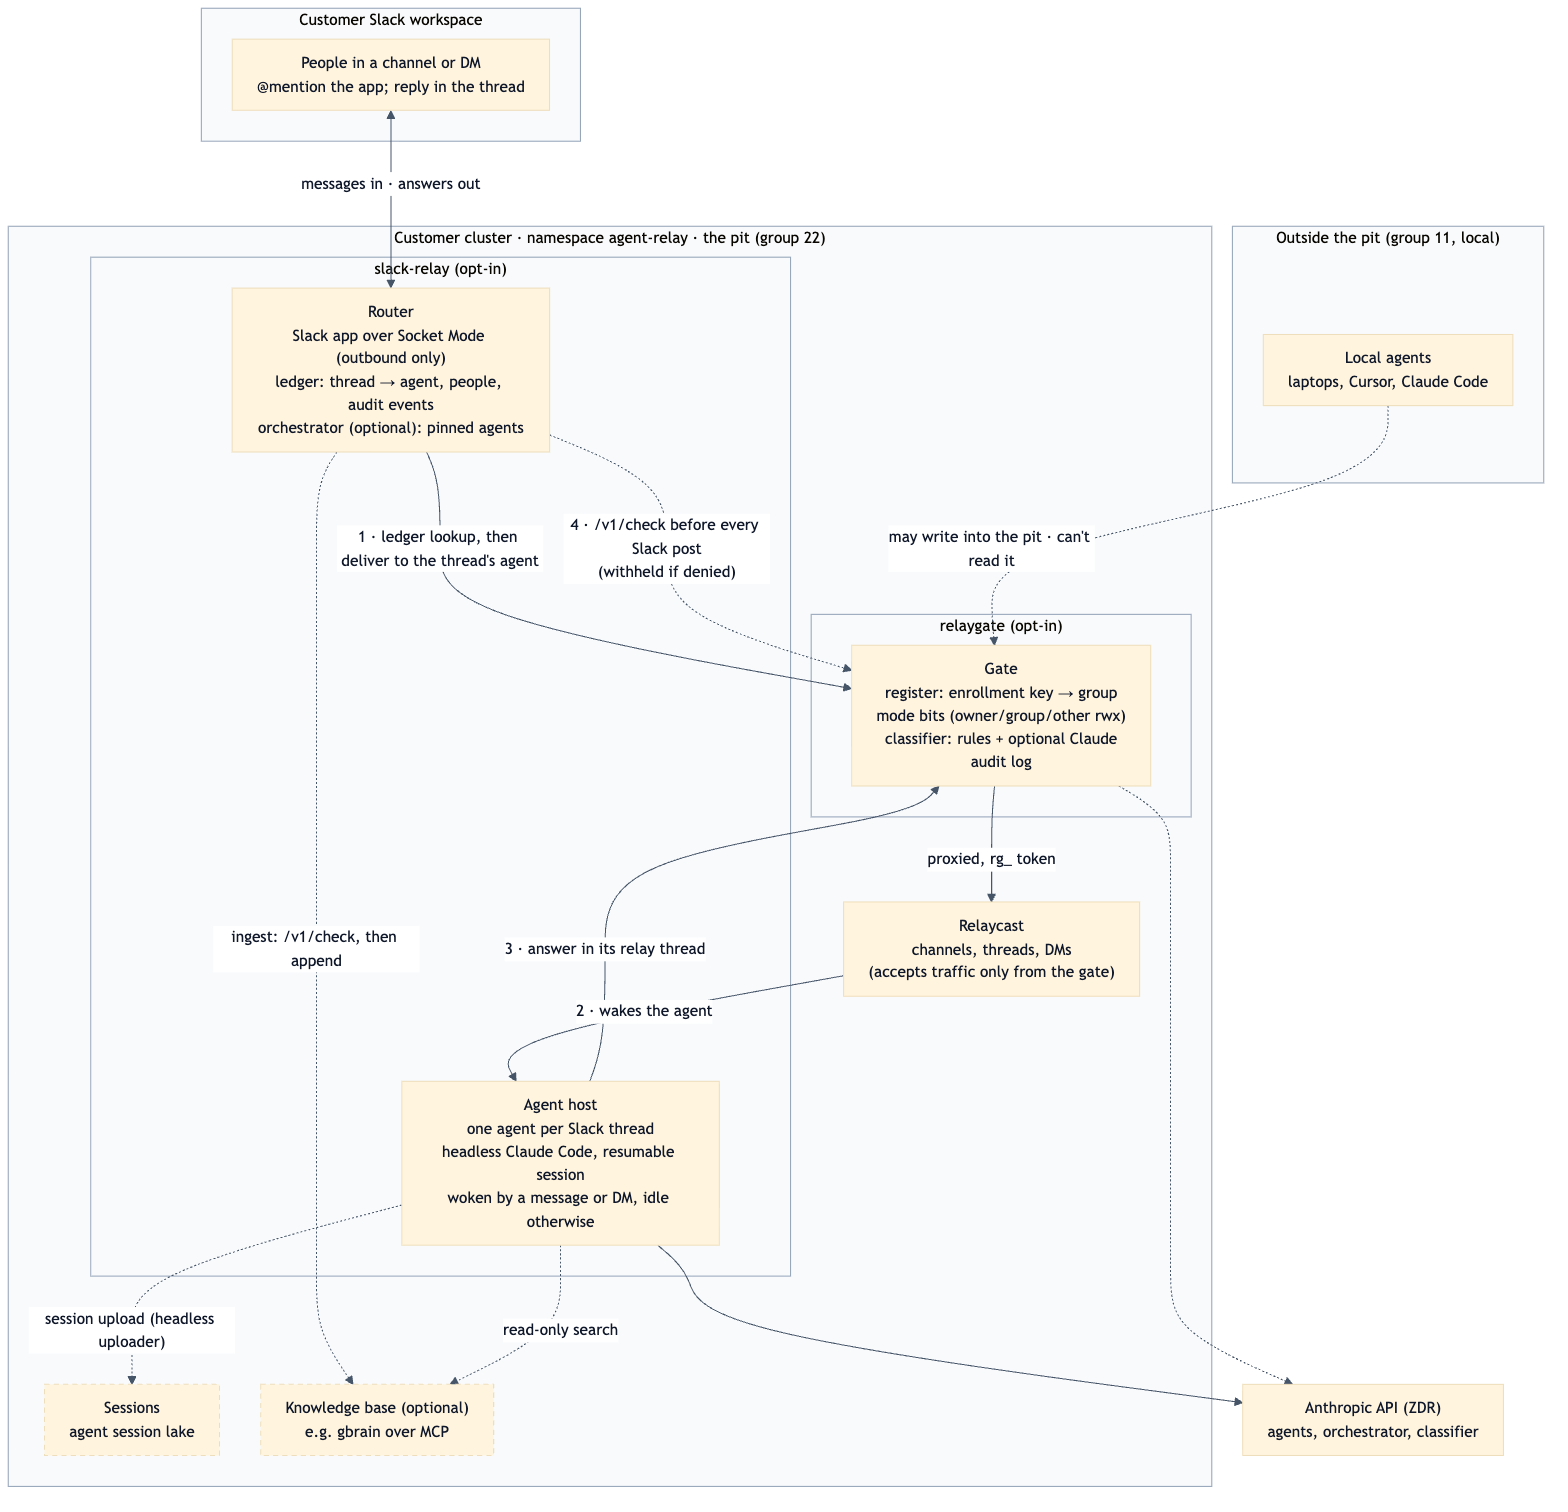 Customer Slack workspace
People in a channel or DM
@mention the app; reply in the thread
messages in · answers out
Customer cluster · namespace agent-relay · the pit (group 22)
Outside the pit (group 11, local)
slack-relay (opt-in)
Router
Slack app over Socket Mode
(outbound only)
ledger: thread → agent, people,
audit events
orchestrator (optional): pinned agents
Local agents
laptops, Cursor, Claude Code
1 · ledger lookup, then
deliver to the thread's agent
4 · /v1/check before every
Slack post
(withheld if denied)
may write into the pit · can't
read it
relaygate (opt-in)
Gate
register: enrollment key → group
mode bits (owner/group/other rwx)
classifier: rules + optional Claude
audit log
proxied, rg_ token
ingest: /v1/check, then
append
3 · answer in its relay thread
Relaycast
channels, threads, DMs
(accepts traffic only from the gate)
2 · wakes the agent
Agent host
one agent per Slack thread
headless Claude Code, resumable
session
woken by a message or DM, idle
otherwise
session upload (headless
uploader)
read-only search
Sessions
agent session lake
Knowledge base (optional)
e.g. gbrain over MCP
Anthropic API (ZDR)
agents, orchestrator, classifier